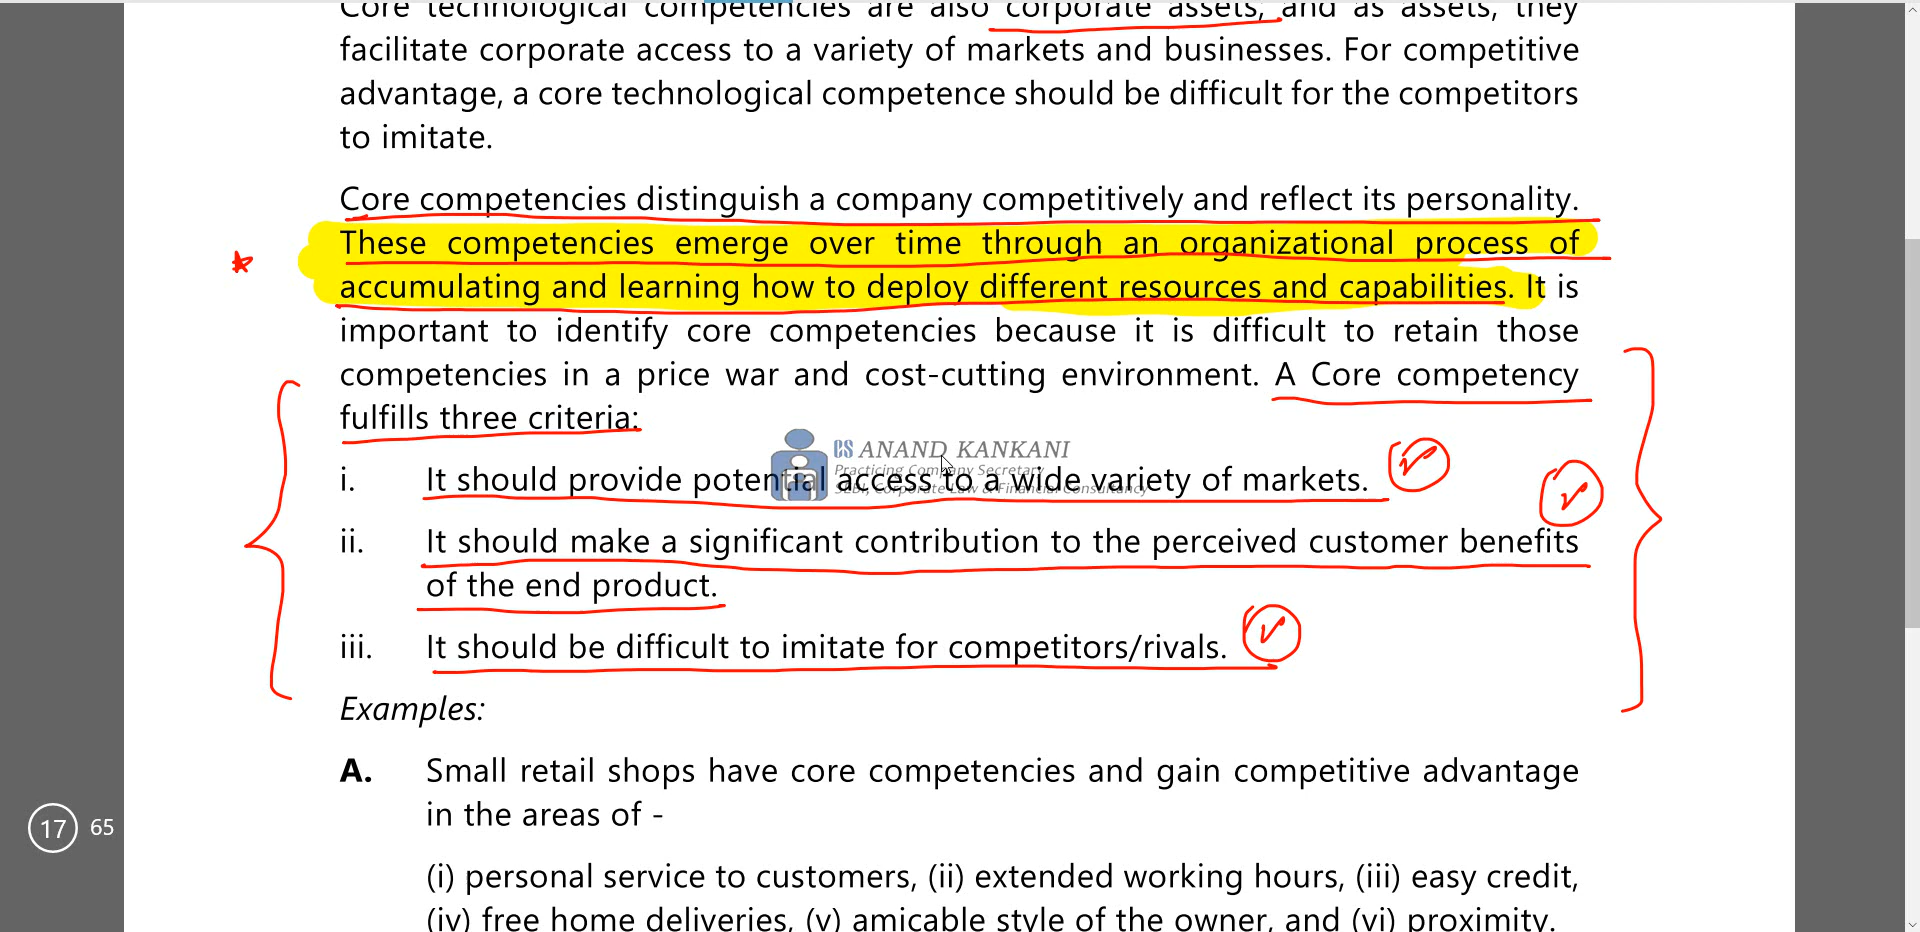 Core technological competencies are also corporate assets, and as assets, they
facilitate corporate access to a variety of markets and businesses. For competitive
advantage, a core technological competence should be difficult for the competitors
to imitate.
Core competencies distinguish a company competitively and reflect its personality.
These competencies emerge over time through an organizational process of
accumulating and learning how to deploy different resources and capabilities. It is
important to identify core competencies because it is difficult to retain those
competencies in a price war and cost-cutting environment. A Core competency
fulfills three criteria:
CS ANAND KANKANI
Practicing Company Secretary
i. It should provide potential access to a wide variety of markets.
SEBI, Corporate Law & Financial Consultancy
ii. It should make a significant contribution to the perceived customer benefits
of the end product.
iii. It should be difficult to imitate for competitors/rivals.
Examples:
A. Small retail shops have core competencies and gain competitive advantage
in the areas of -
17 65
(i) personal service to customers, (ii) extended working hours, (iii) easy credit,
(iv) free home deliveries, (v) amicable style of the owner, and (vi) proximity.